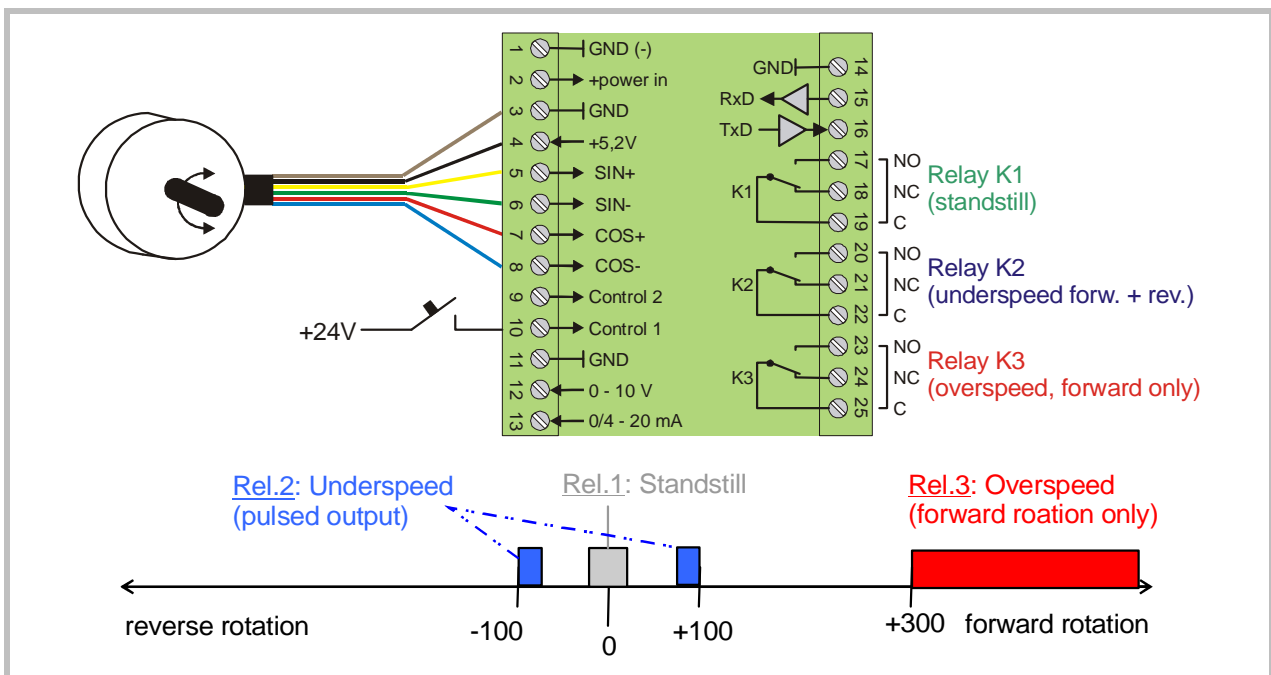 1 GND (-)
2 +power in
3 GND
4 +5,2V
5 SIN+
6 SIN-
7 COS+
8 COS-
9 Control 2
+24V
10 Control 1
11 GND
12 0 - 10 V
13 0/4 - 20 mA
GND 14
RxD 15
TxD 16
17 NO
K1 18 NC
19 C
Relay K1
(standstill)
20 NO
K2 21 NC
22 C
Relay K2
(underspeed forw. + rev.)
23 NO
K3 24 NC
25 C
Relay K3
(overspeed, forward only)
Rel.2: Underspeed
(pulsed output)
Rel.1: Standstill
Rel.3: Overspeed
(forward roation only)
reverse rotation
-100
0
+100
+300
forward rotation